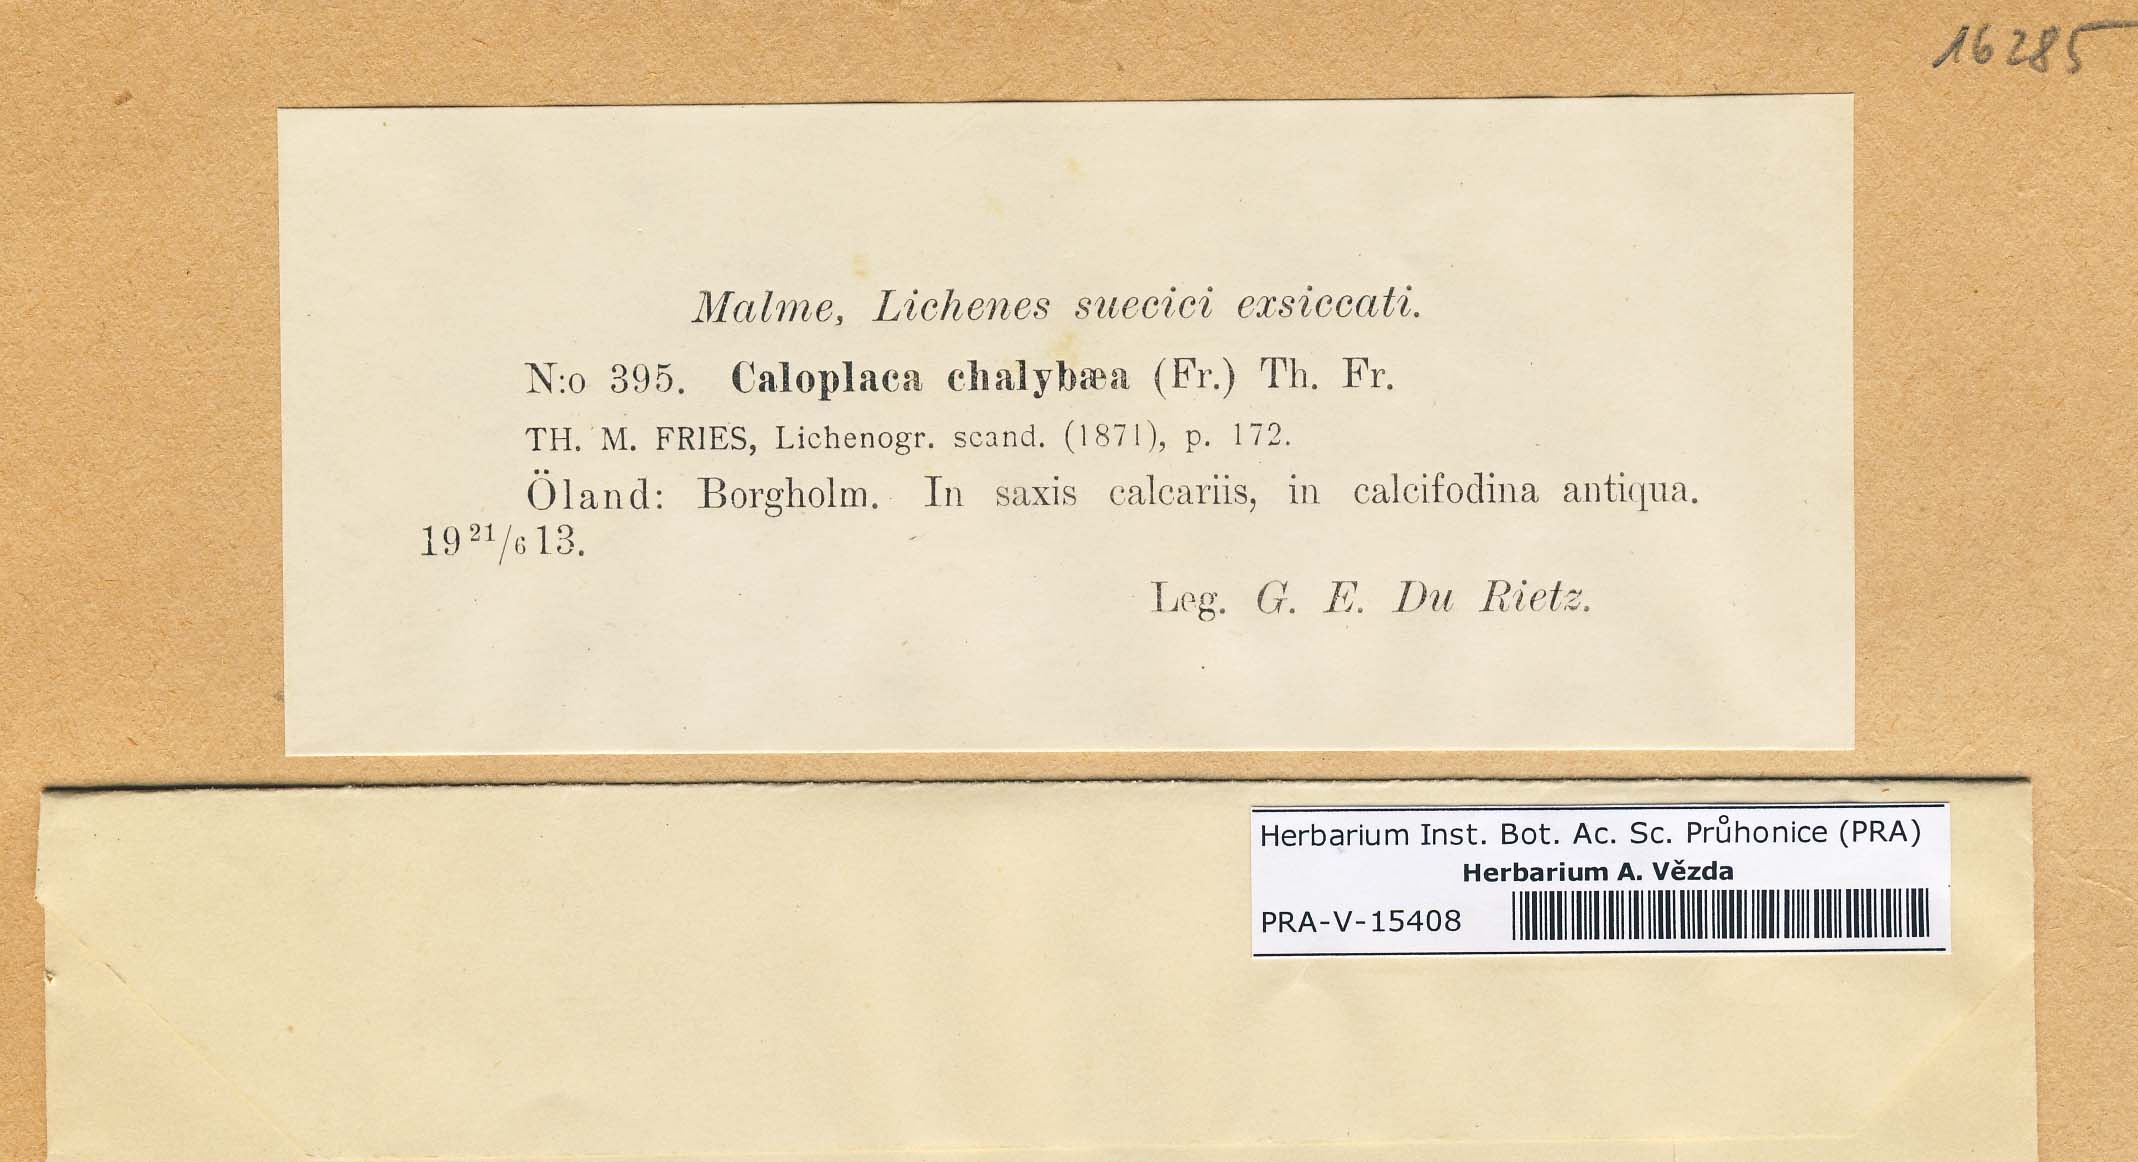 16285
Malme, Lichenes suecici exsiccati.
N:o 395. Caloplaca chalybæa (Fr.) Th. Fr.
TH. M. FRIES, Lichenogr. scand. (1871), p. 172.
Öland: Borgholm. In saxis calcariis, in calcifodina antiqua.
19 21/6 13.
Leg. G. E. Du Rietz.
Herbarium Inst. Bot. Ac. Sc. Průhonice (PRA)
Herbarium A. Vězda
PRA-V-15408